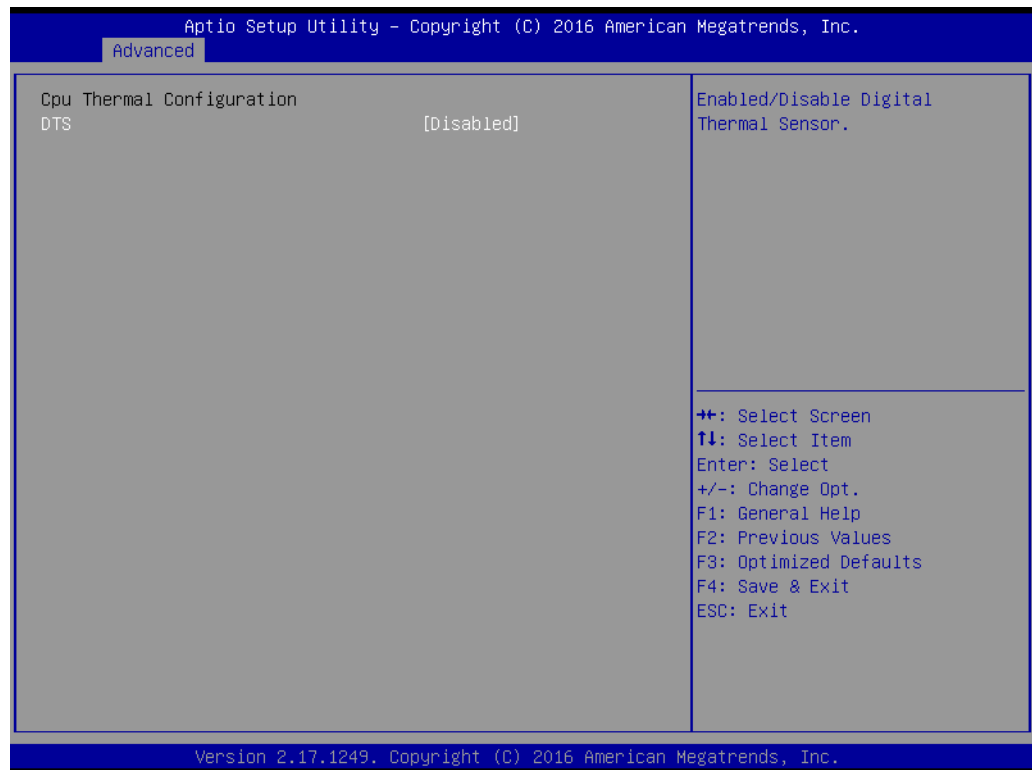 Aptio Setup Utility – Copyright (C) 2016 American Megatrends, Inc.
Advanced
Cpu Thermal Configuration
DTS [Disabled]
Enabled/Disable Digital
Thermal Sensor.
→←: Select Screen
↑↓: Select Item
Enter: Select
+/-: Change Opt.
F1: General Help
F2: Previous Values
F3: Optimized Defaults
F4: Save & Exit
ESC: Exit
Version 2.17.1249. Copyright (C) 2016 American Megatrends, Inc.